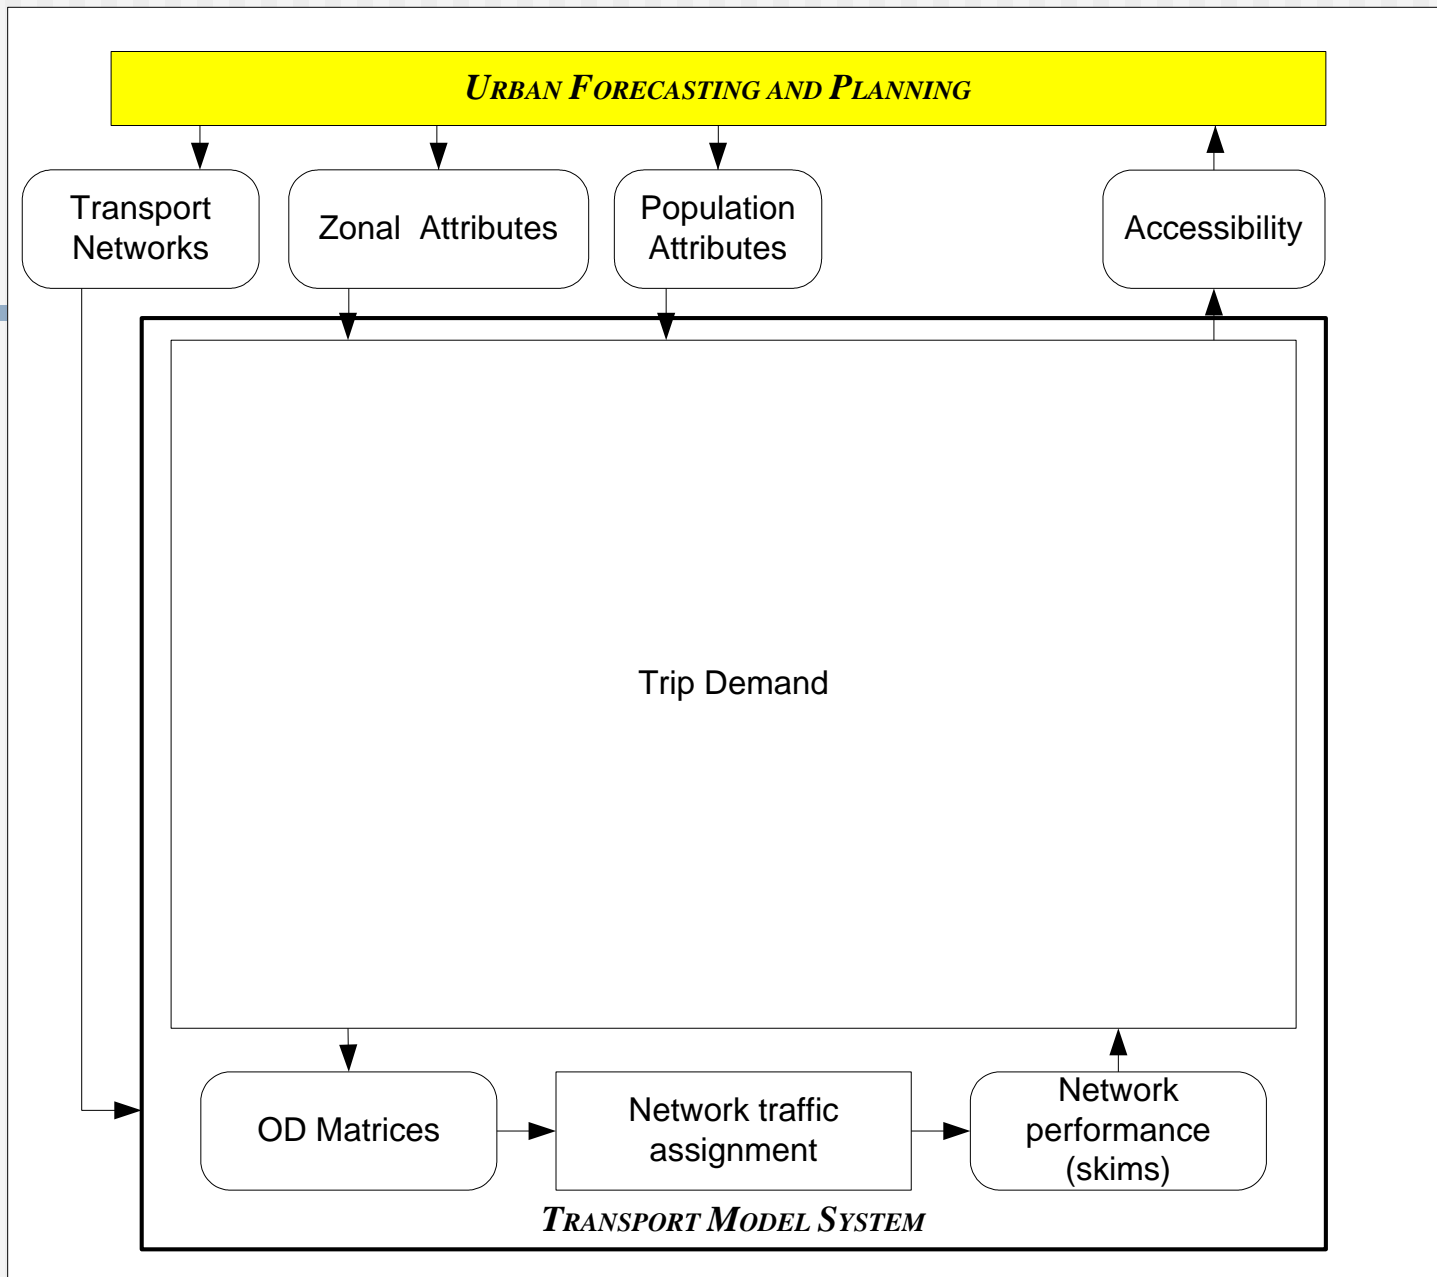 URBAN FORECASTING AND PLANNING
Transport
Networks
Zonal Attributes
Population
Attributes
Accessibility
Trip Demand
OD Matrices
Network traffic
assignment
Network
performance
(skims)
TRANSPORT MODEL SYSTEM